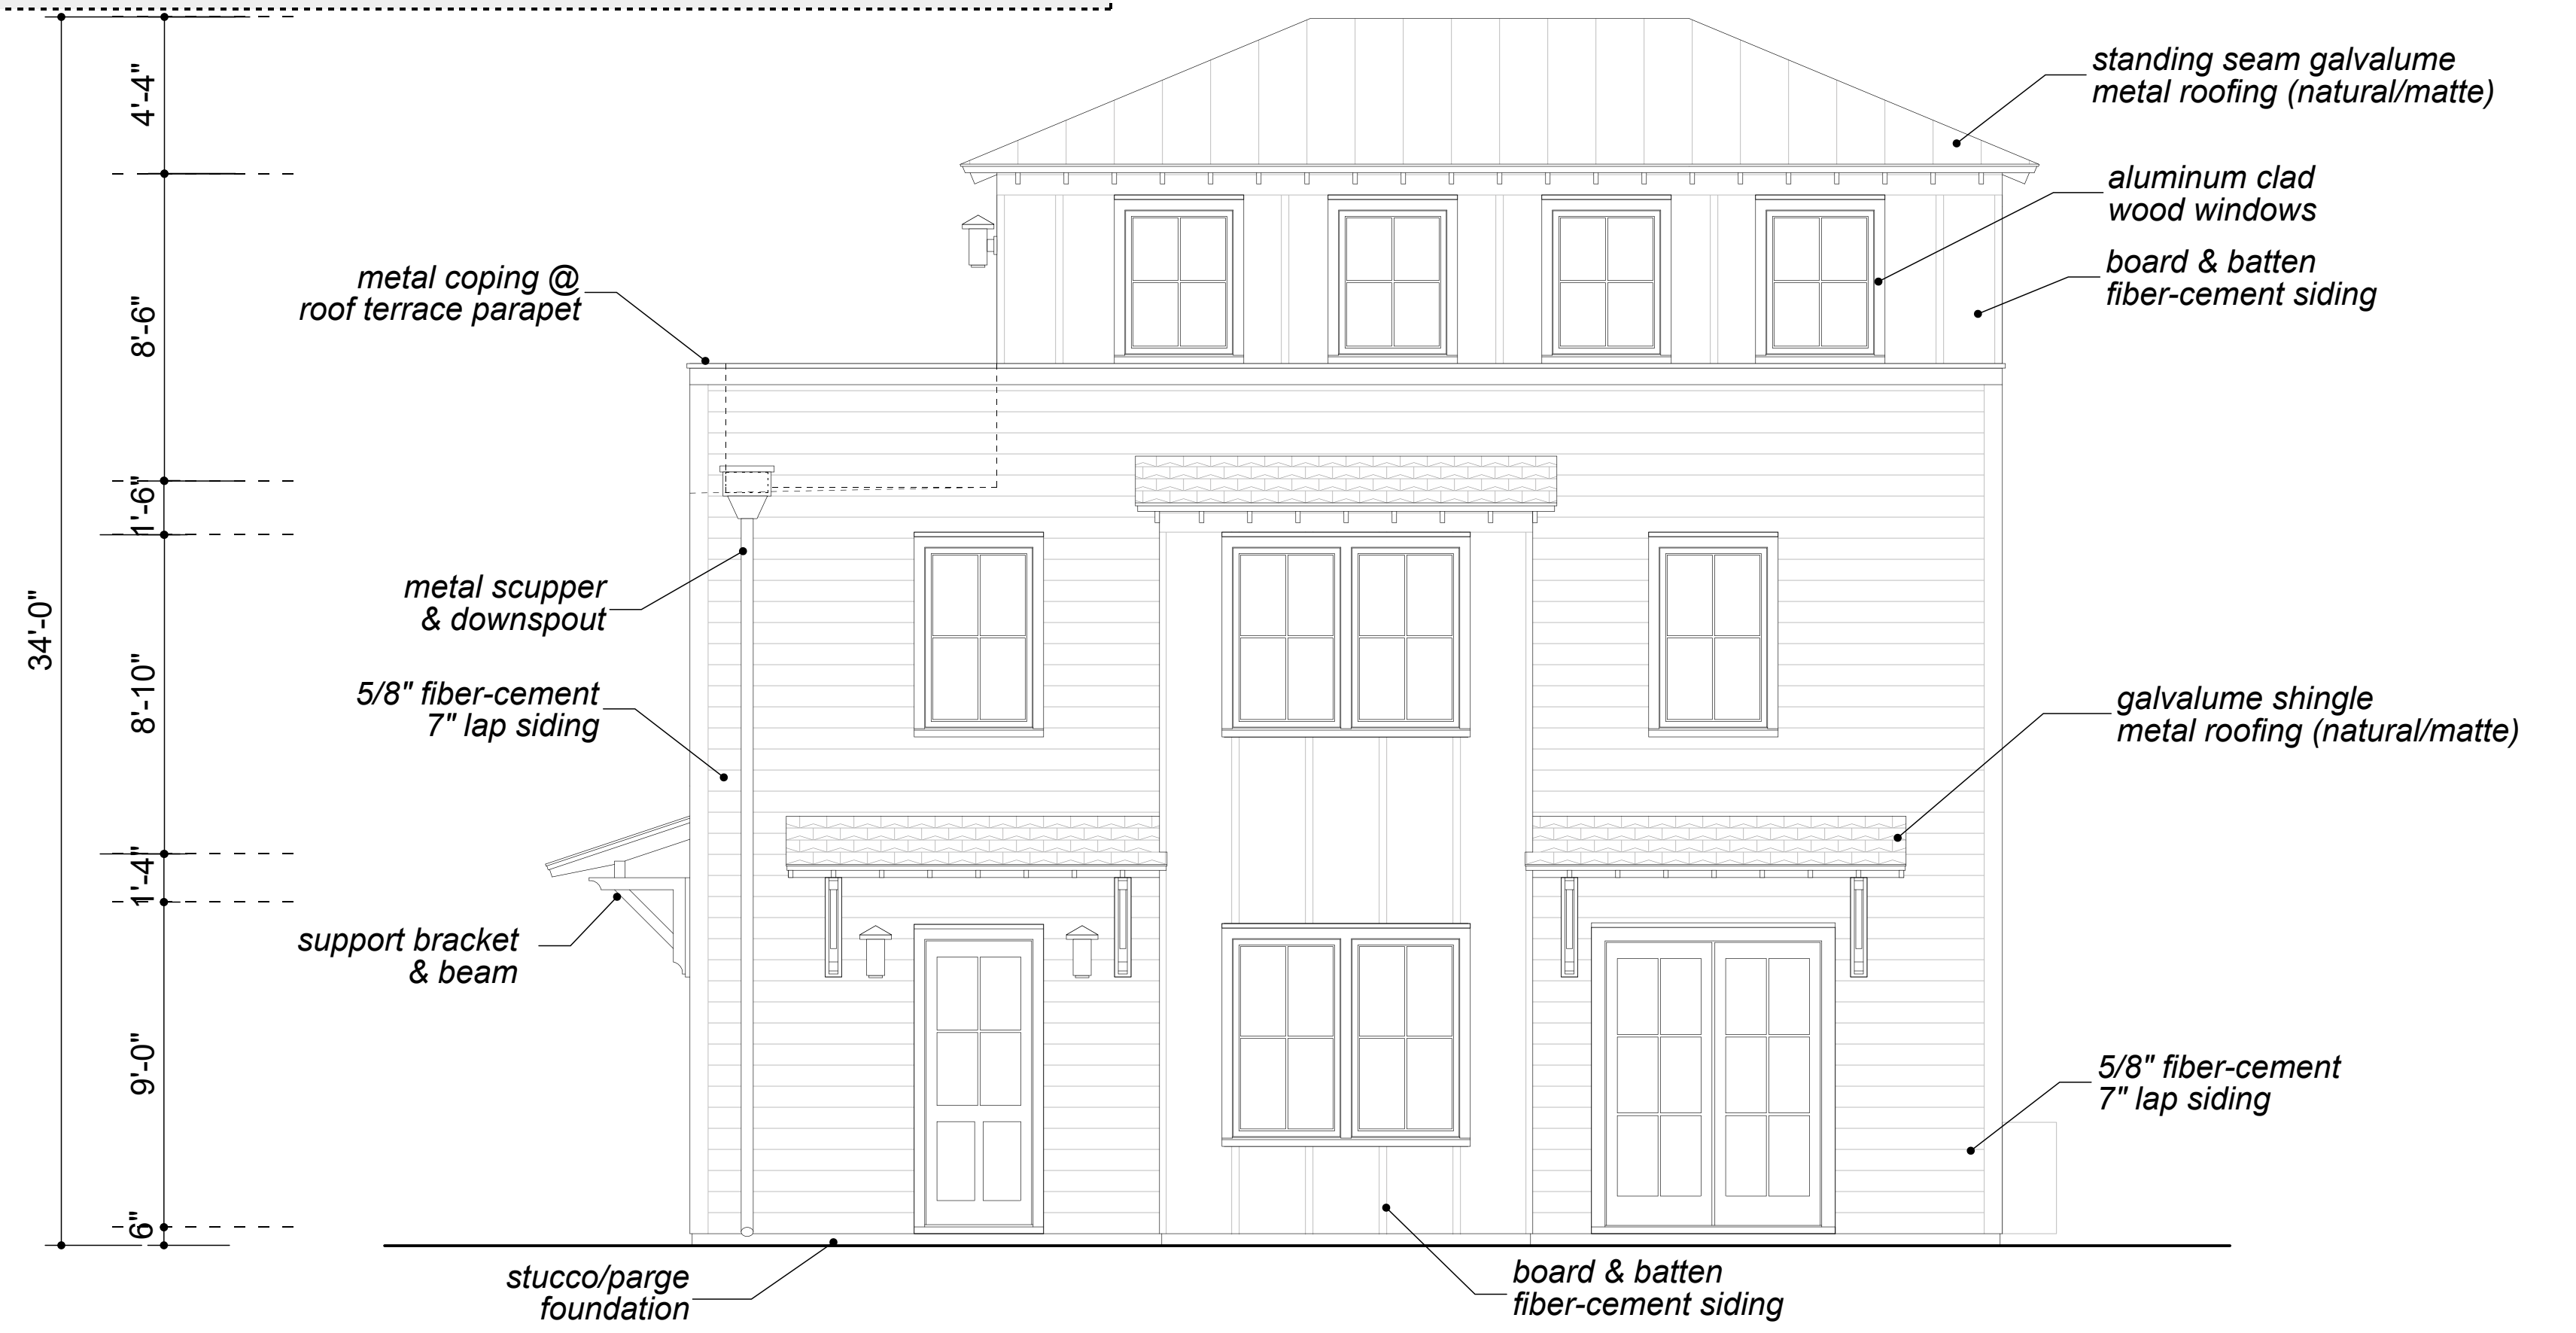 standing seam galvalume
metal roofing (natural/matte)
aluminum clad
wood windows
board & batten
fiber-cement siding
metal coping @
roof terrace parapet
metal scupper
& downspout
5/8" fiber-cement
7" lap siding
galvalume shingle
metal roofing (natural/matte)
support bracket
& beam
5/8" fiber-cement
7" lap siding
stucco/parge
foundation
board & batten
fiber-cement siding
34'-0"
4'-4"
8'-6"
1'-6"
8'-10"
1'-4"
9'-0"
6"